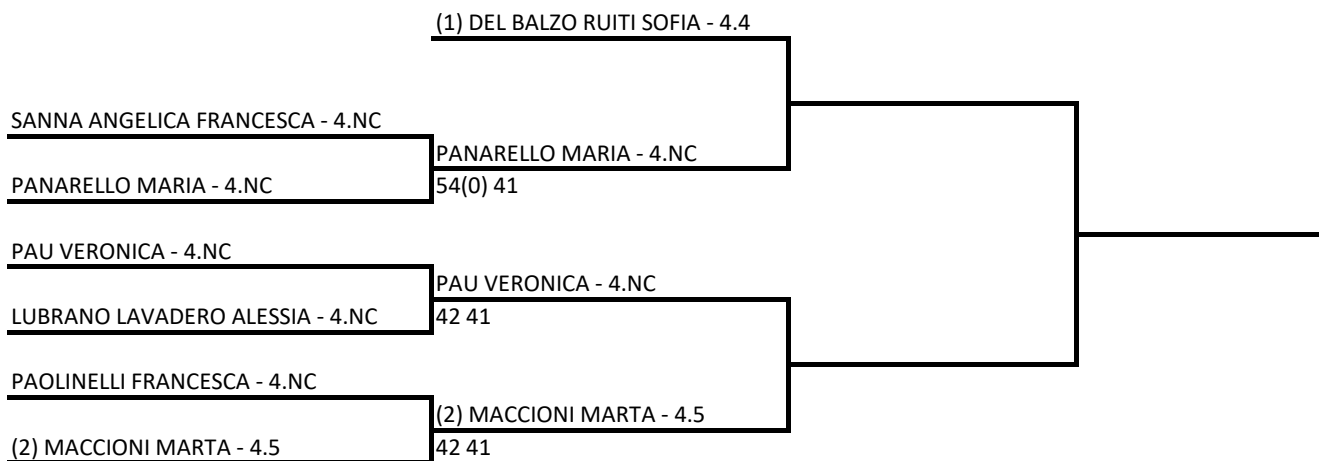 (1) DEL BALZO RUITI SOFIA - 4.4
SANNA ANGELICA FRANCESCA - 4.NC
PANARELLO MARIA - 4.NC
PANARELLO MARIA - 4.NC
54(0) 41
PAU VERONICA - 4.NC
PAU VERONICA - 4.NC
LUBRANO LAVADERO ALESSIA - 4.NC
42 41
PAOLINELLI FRANCESCA - 4.NC
(2) MACCIONI MARTA - 4.5
(2) MACCIONI MARTA - 4.5
42 41